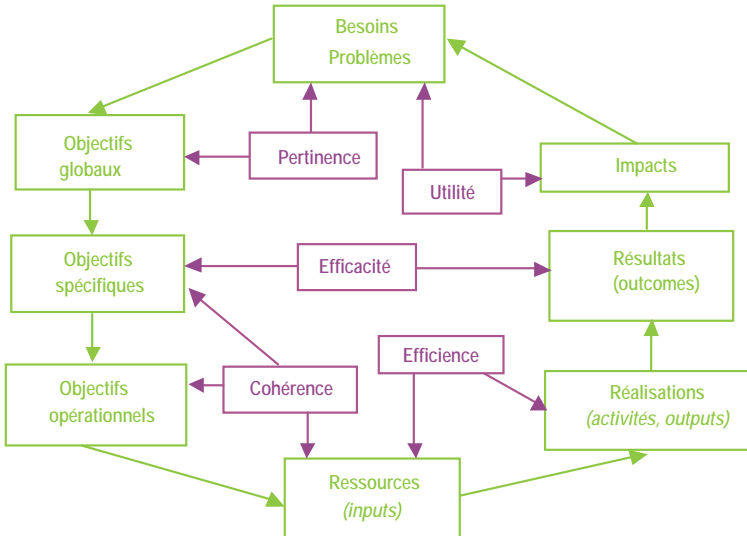 Besoins
Problèmes
Objectifs
globaux
Pertinence
Impacts
Utilité
Objectifs
spécifiques
Efficacité
Résultats
(outcomes)
Efficience
Objectifs
opérationnels
Cohérence
Réalisations
(activités, outputs)
Ressources
(inputs)